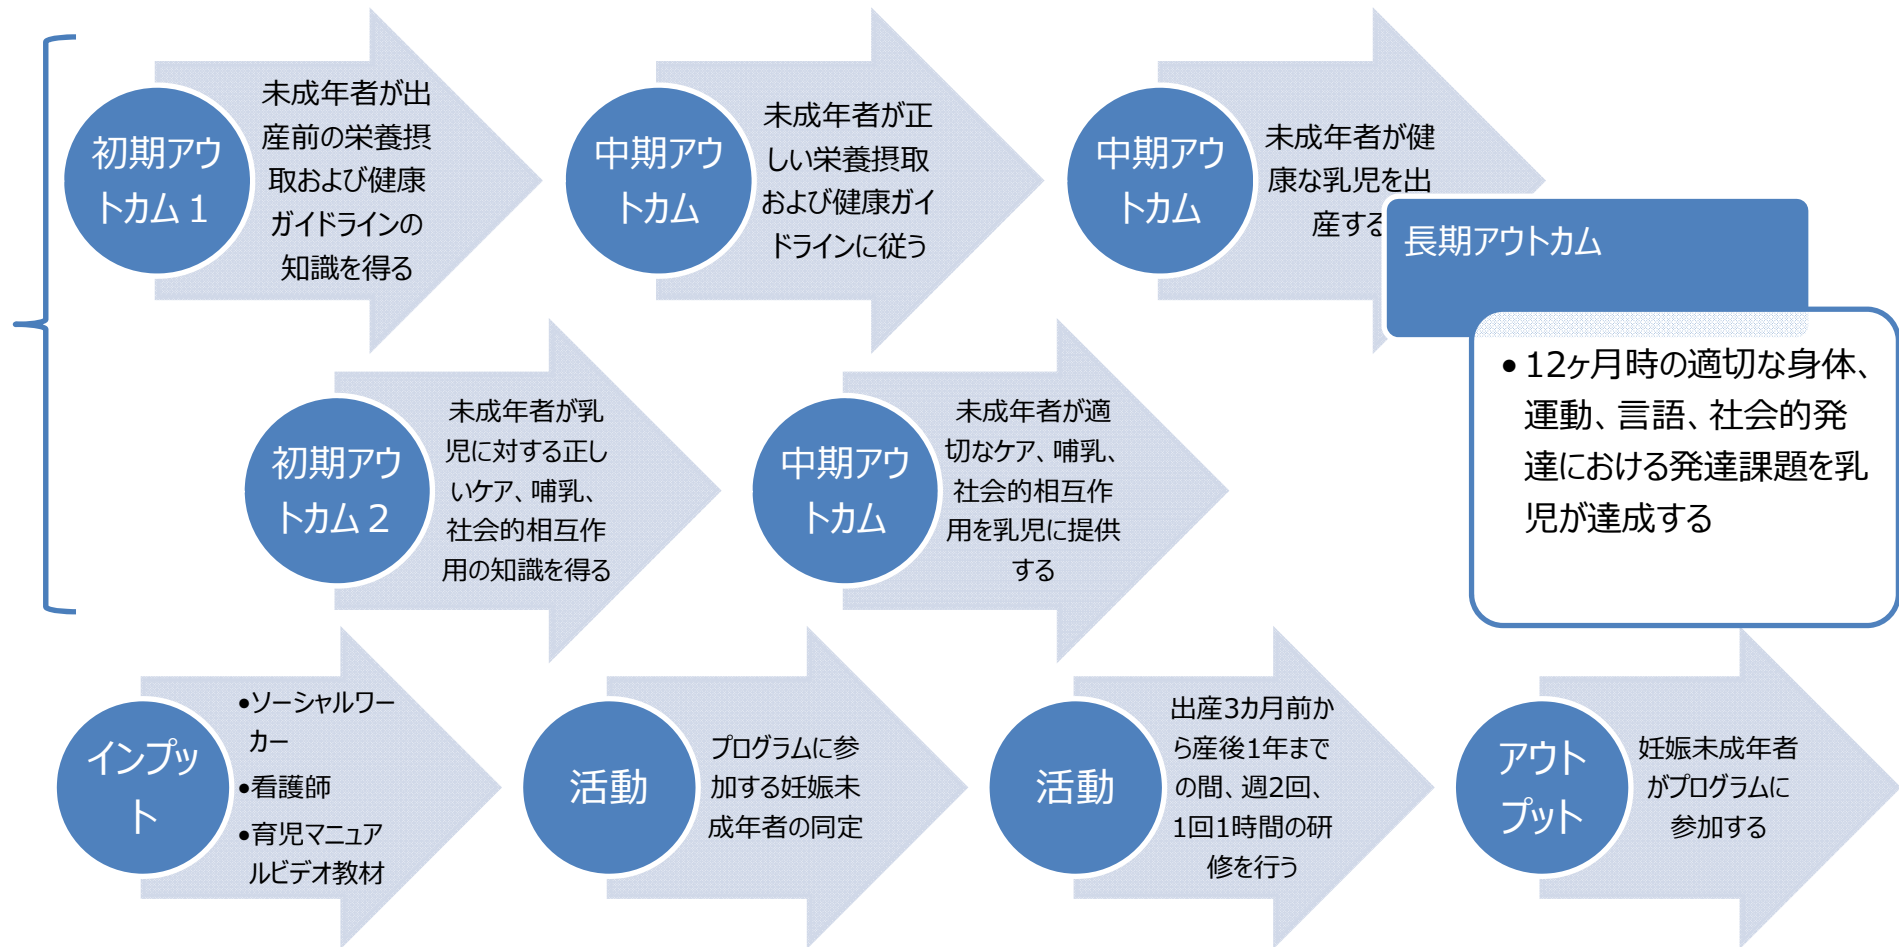 初期アウ
トカム 1
未成年者が出
産前の栄養摂
取および健康
ガイドラインの
知識を得る
中期アウ
トカム
未成年者が正
しい栄養摂取
および健康ガイ
ドラインに従う
中期アウ
トカム
未成年者が健
康な乳児を出
産する
長期アウトカム
•12ヶ月時の適切な身体、
運動、言語、社会的発
達における発達課題を乳
児が達成する
初期アウ
トカム 2
未成年者が乳
児に対する正し
いケア、哺乳、
社会的相互作
用の知識を得る
中期アウ
トカム
未成年者が適
切なケア、哺乳、
社会的相互作
用を乳児に提供
する
インプッ
ト
•ソーシャルワー
カー
•看護師
•育児マニュア
ルビデオ教材
活動
プログラムに参
加する妊娠未
成年者の同定
活動
出産3カ月前か
ら産後1年まで
の間、週2回、
1回1時間の研
修を行う
アウト
プット
妊娠未成年者
がプログラムに
参加する